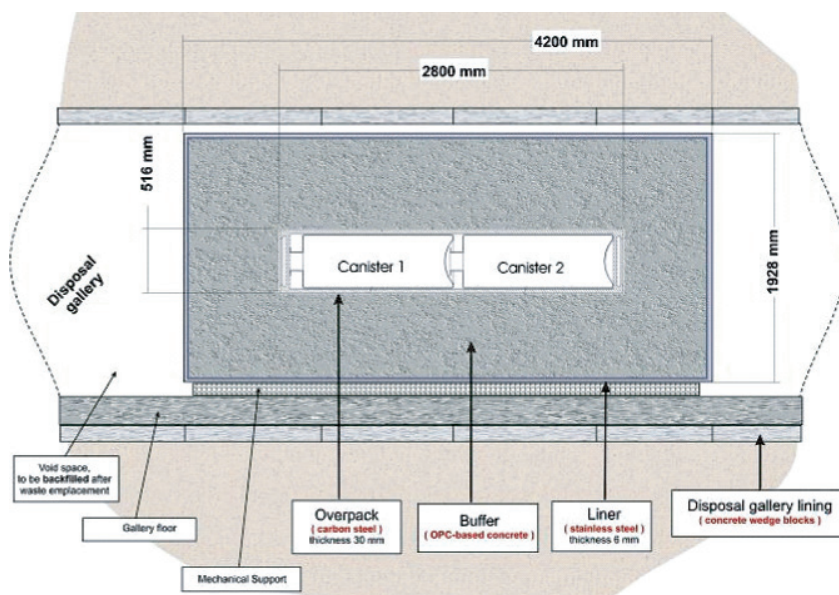 4200 mm
2800 mm
516 mm
1928 mm
Canister 1
Canister 2
Disposal
gallery
Void space,
to be backfilled after
waste emplacement
Gallery floor
Mechanical Support
Overpack
( carbon steel )
thickness 30 mm
Buffer
( OPC-based concrete )
Liner
( stainless steel )
thickness 6 mm
Disposal gallery lining
( concrete wedge blocks )